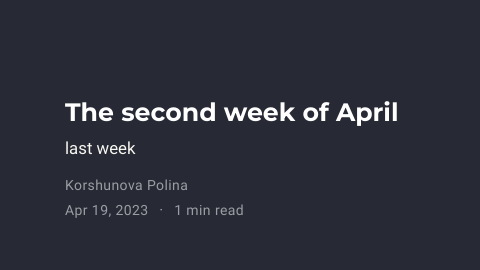 The second week of April
last week
Korshunova Polina
Apr 19, 2023 · 1 min read